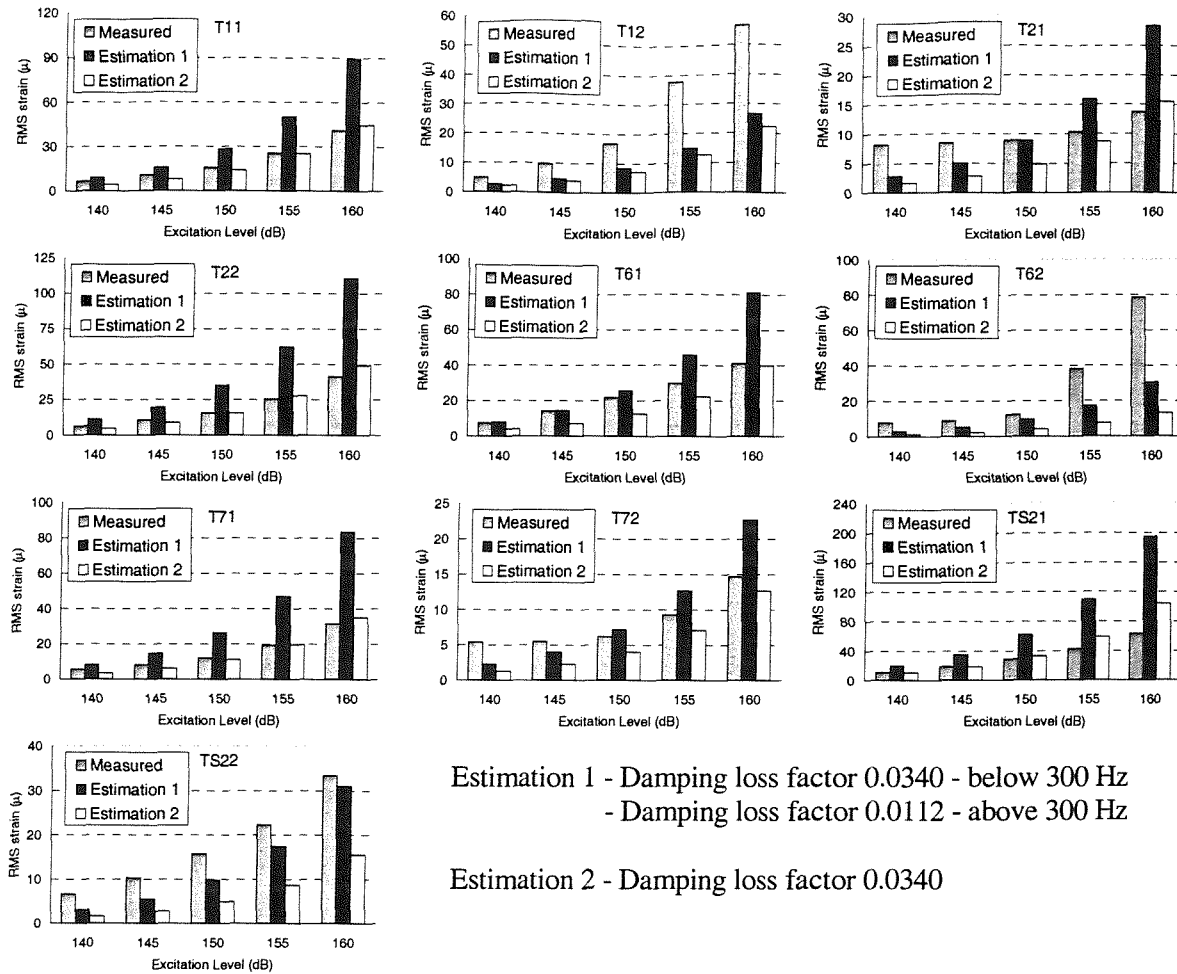 T11
Measured
Estimation 1
Estimation 2
RMS strain (μ)
120
90
60
30
0
140 145 150 155 160
Excitation Level (dB)
T12
Measured
Estimation 1
Estimation 2
RMS strain (μ)
60
50
40
30
20
10
0
140 145 150 155 160
Excitation Level (dB)
T21
Measured
Estimation 1
Estimation 2
RMS strain (μ)
30
25
20
15
10
5
0
140 145 150 155 160
Excitation Level (dB)
T22
Measured
Estimation 1
Estimation 2
RMS strain (μ)
125
100
75
50
25
0
140 145 150 155 160
Excitation Level (dB)
T61
Measured
Estimation 1
Estimation 2
RMS strain (μ)
100
80
60
40
20
0
140 145 150 155 160
Excitation Level (dB)
T62
Measured
Estimation 1
Estimation 2
RMS strain (μ)
100
80
60
40
20
0
140 145 150 155 160
Excitation Level (dB)
T71
Measured
Estimation 1
Estimation 2
RMS strain (μ)
100
80
60
40
20
0
140 145 150 155 160
Excitation Level (dB)
T72
Measured
Estimation 1
Estimation 2
RMS strain (μ)
25
20
15
10
5
0
140 145 150 155 160
Excitation Level (dB)
TS21
Measured
Estimation 1
Estimation 2
RMS strain (μ)
240
200
160
120
80
40
0
140 145 150 155 160
Excitation Level (dB)
TS22
Measured
Estimation 1
Estimation 2
RMS strain (μ)
40
30
20
10
0
140 145 150 155 160
Excitation Level (dB)
Estimation 1 - Damping loss factor 0.0340 - below 300 Hz
- Damping loss factor 0.0112 - above 300 Hz
Estimation 2 - Damping loss factor 0.0340